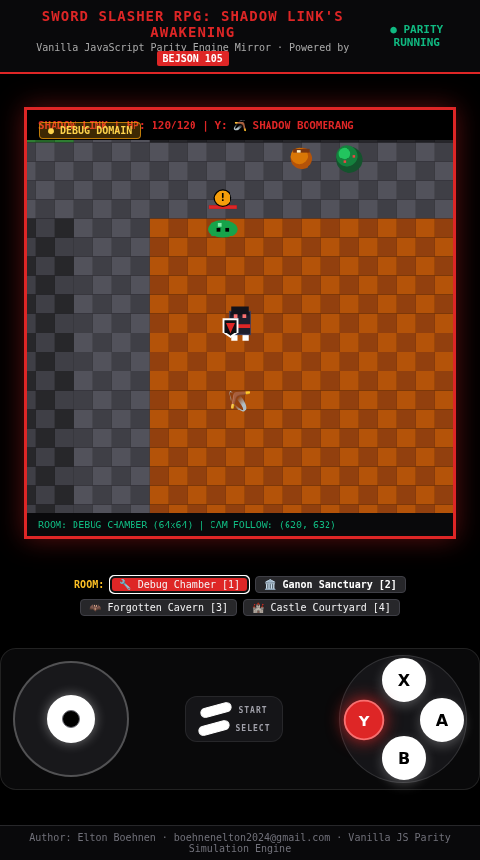 SWORD SLASHER RPG: SHADOW LINK'S
AWAKENING
Vanilla JavaScript Parity Engine Mirror · Powered by
BEJSON 105
● PARITY
RUNNING
SHADOW LINK HP: 120/120 | Y: 🪃 SHADOW BOOMERANG
● DEBUG DOMAIN
!
ROOM: DEBUG CHAMBER (64x64) | CAM FOLLOW: (620, 632)
ROOM: 🔧 Debug Chamber [1] 🏛️ Ganon Sanctuary [2]
🦇 Forgotten Cavern [3] 🏰 Castle Courtyard [4]
START
SELECT
X
Y
A
B
Author: Elton Boehnen · boehnenelton2024@gmail.com · Vanilla JS Parity
Simulation Engine